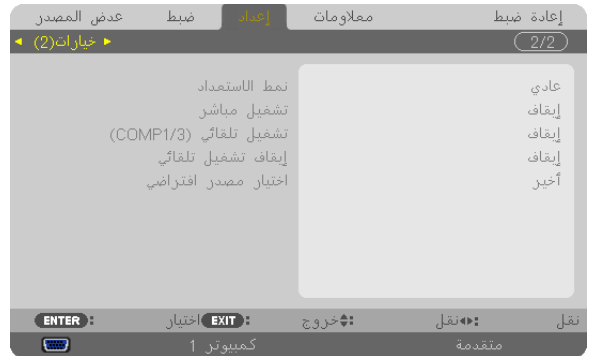 عرض المصدر ضبط إعداد معلومات إعادة ضبط
◄ خيارات(2) ► 2/2
نمط الاستعداد عادي
تشغيل مباشر إيقاف
تشغيل تلقائي (COMP1/3) إيقاف
إيقاف تشغيل تلقائي إيقاف
اختيار مصدر افتراضي أخير
ENTER: اختيار EXIT: خروج ♦: نقل ◄►: نقل
كمبيوتر 1 متقدمة